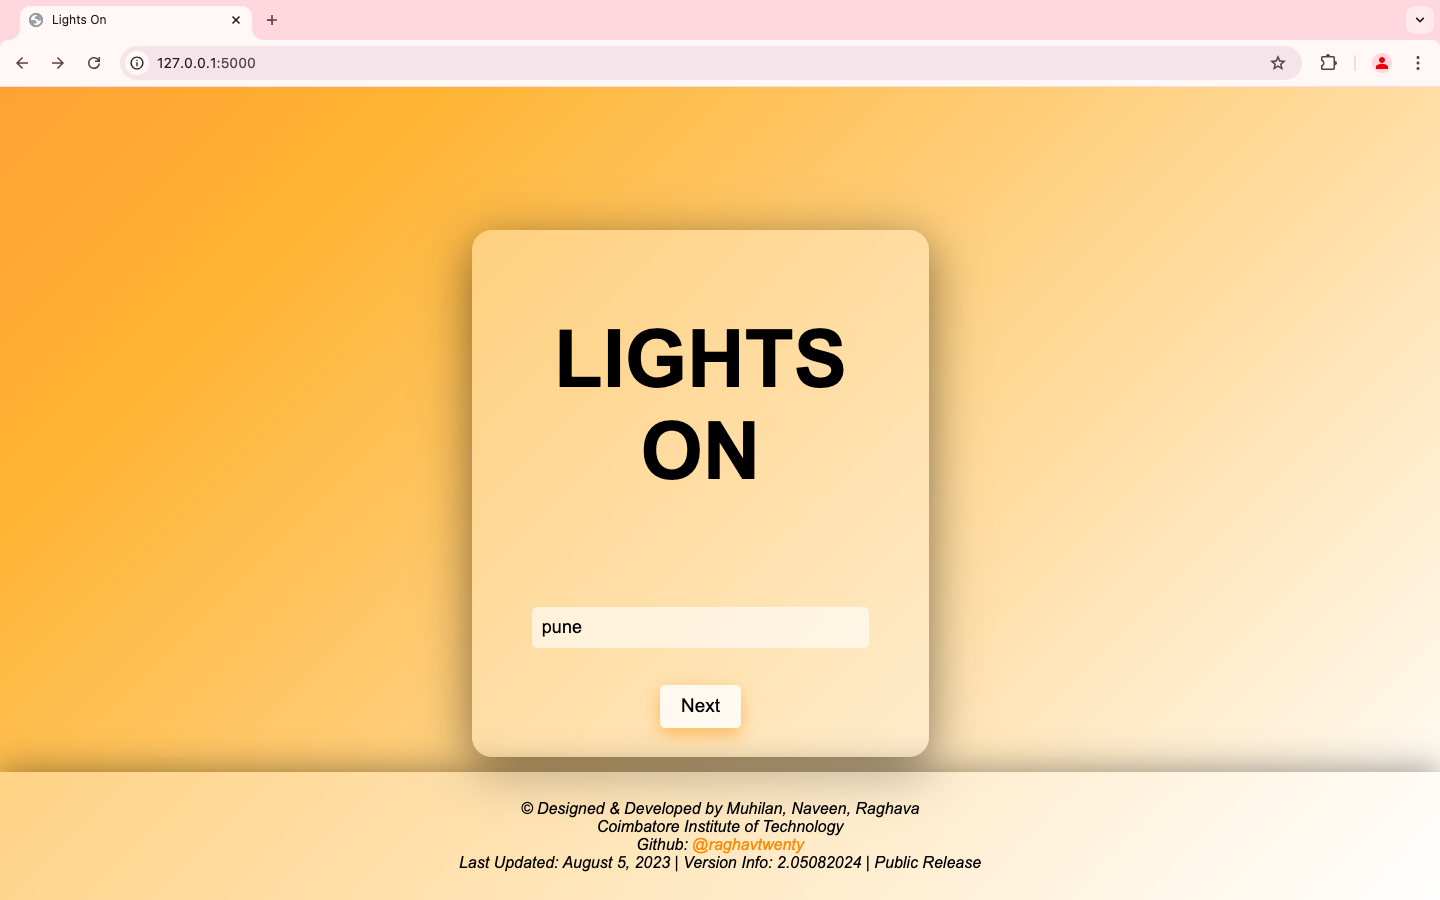 Lights On
127.0.0.1:5000
LIGHTS
ON
pune
Next
© Designed & Developed by Muhilan, Naveen, Raghava
Coimbatore Institute of Technology
Github: @raghavtwenty
Last Updated: August 5, 2023 | Version Info: 2.05082024 | Public Release